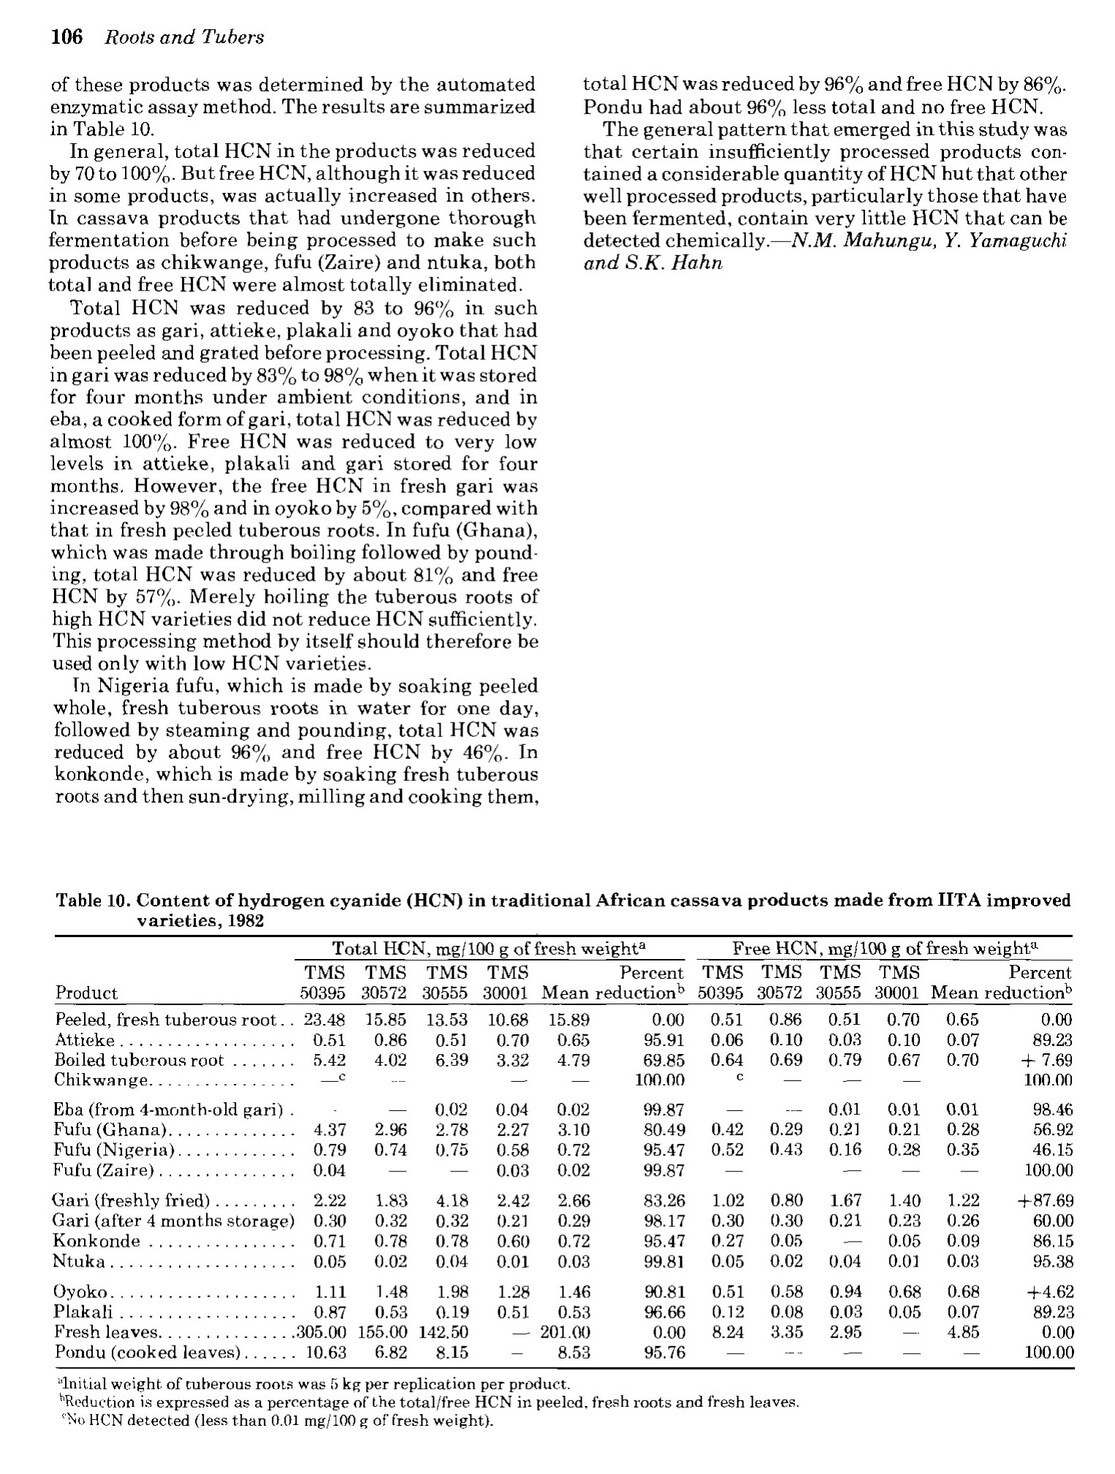 106 Roots and Tubers
of these products was determined by the automated
enzymatic assay method. The results are summarized
in Table 10.
In general, total HCN in the products was reduced
by 70 to 100%. But free HCN, although it was reduced
in some products, was actually increased in others.
In cassava products that had undergone thorough
fermentation before being processed to make such
products as chikwange, fufu (Zaire) and ntuka, both
total and free HCN were almost totally eliminated.
Total HCN was reduced by 83 to 96% in such
products as gari, attieke, plakali and oyoko that had
been peeled and grated before processing. Total HCN
in gari was reduced by 83% to 98% when it was stored
for four months under ambient conditions, and in
eba, a cooked form of gari, total HCN was reduced by
almost 100%. Free HCN was reduced to very low
levels in attieke, plakali and gari stored for four
months. However, the free HCN in fresh gari was
increased by 98% and in oyoko by 5%, compared with
that in fresh peeled tuberous roots. In fufu (Ghana),
which was made through boiling followed by pound-
ing, total HCN was reduced by about 81% and free
HCN by 57%. Merely hoiling the tuberous roots of
high HCN varieties did not reduce HCN sufficiently.
This processing method by itself should therefore be
used only with low HCN varieties.
In Nigeria fufu, which is made by soaking peeled
whole, fresh tuberous roots in water for one day,
followed by steaming and pounding, total HCN was
reduced by about 96% and free HCN by 46%. In
konkonde, which is made by soaking fresh tuberous
roots and then sun-drying, milling and cooking them,
total HCN was reduced by 96% and free HCN by 86%.
Pondu had about 96% less total and no free HCN.
The general pattern that emerged in this study was
that certain insufficiently processed products con-
tained a considerable quantity of HCN hut that other
well processed products, particularly those that have
been fermented, contain very little HCN that can be
detected chemically.—N.M. Mahungu, Y. Yamaguchi
and S.K. Hahn
Table 10. Content of hydrogen cyanide (HCN) in traditional African cassava products made from IITA improved
varieties, 1982
Total HCN, mg/100 g of fresh weightᵃ Free HCN, mg/100 g of fresh weightᵃ
TMS TMS TMS TMS Percent TMS TMS TMS TMS Percent
Product 50395 30572 30555 30001 Mean reductionᵇ 50395 30572 30555 30001 Mean reductionᵇ
Peeled, fresh tuberous root. . 23.48 15.85 13.53 10.68 15.89 0.00 0.51 0.86 0.51 0.70 0.65 0.00
Attieke . . . . . . . . . . . . . . . . . . . 0.51 0.86 0.51 0.70 0.65 95.91 0.06 0.10 0.03 0.10 0.07 89.23
Boiled tuberous root . . . . . . . 5.42 4.02 6.39 3.32 4.79 69.85 0.64 0.69 0.79 0.67 0.70 + 7.69
Chikwange. . . . . . . . . . . . . . . . —ᶜ — — — 100.00 ᶜ — — — 100.00
Eba (from 4-month-old gari) . - — 0.02 0.04 0.02 99.87 — — 0.01 0.01 0.01 98.46
Fufu (Ghana). . . . . . . . . . . . . . 4.37 2.96 2.78 2.27 3.10 80.49 0.42 0.29 0.21 0.21 0.28 56.92
Fufu (Nigeria). . . . . . . . . . . . . 0.79 0.74 0.75 0.58 0.72 95.47 0.52 0.43 0.16 0.28 0.35 46.15
Fufu (Zaire) . . . . . . . . . . . . . . . 0.04 — — 0.03 0.02 99.87 — — — — 100.00
Gari (freshly fried) . . . . . . . . . 2.22 1.83 4.18 2.42 2.66 83.26 1.02 0.80 1.67 1.40 1.22 +87.69
Gari (after 4 months storage) 0.30 0.32 0.32 0.21 0.29 98.17 0.30 0.30 0.21 0.23 0.26 60.00
Konkonde . . . . . . . . . . . . . . . . 0.71 0.78 0.78 0.60 0.72 95.47 0.27 0.05 — 0.05 0.09 86.15
Ntuka . . . . . . . . . . . . . . . . . . . . 0.05 0.02 0.04 0.01 0.03 99.81 0.05 0.02 0.04 0.01 0.03 95.38
Oyoko. . . . . . . . . . . . . . . . . . . . 1.11 1.48 1.98 1.28 1.46 90.81 0.51 0.58 0.94 0.68 0.68 +4.62
Plakali . . . . . . . . . . . . . . . . . . . 0.87 0.53 0.19 0.51 0.53 96.66 0.12 0.08 0.03 0.05 0.07 89.23
Fresh leaves. . . . . . . . . . . . . . .305.00 155.00 142.50 — 201.00 0.00 8.24 3.35 2.95 — 4.85 0.00
Pondu (cooked leaves) . . . . . . 10.63 6.82 8.15 — 8.53 95.76 — — — — — 100.00
ᵃInitial weight of tuberous roots was 5 kg per replication per product.
ᵇReduction is expressed as a percentage of the total/free HCN in peeled, fresh roots and fresh leaves.
ᶜNo HCN detected (less than 0.01 mg/100 g of fresh weight).